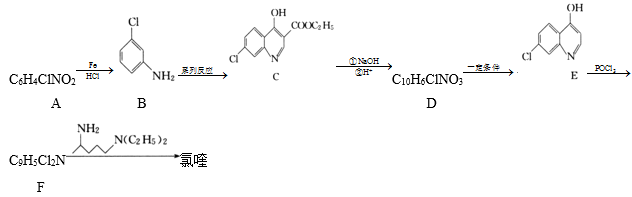 OH
Cl
COOC₂H₅
OH
Cl
N
Cl
N
NH₂
C₆H₄ClNO₂
Fe
HCl
系列反应
①NaOH
②H⁺
C₁₀H₆ClNO₃
一定条件
POCl₃
A
B
C
D
E
NH₂
N(C₂H₅)₂
C₉H₅Cl₂N
氯喹
F